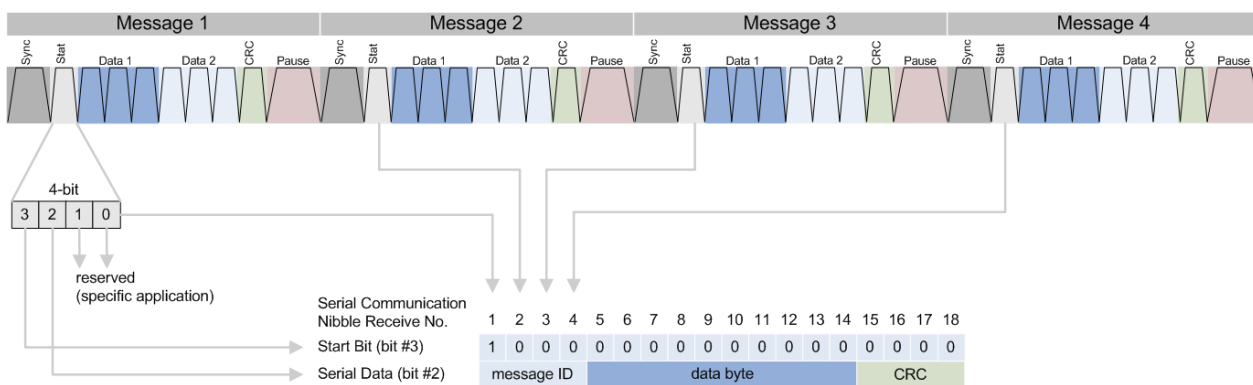 Message 1 Message 2 Message 3 Message 4
Sync Stat Data 1 Data 2 CRC Pause Sync Stat Data 1 Data 2 CRC Pause Sync Stat Data 1 Data 2 CRC Pause Sync Stat Data 1 Data 2 CRC Pause
4-bit
3 2 1 0
reserved
(specific application)
Serial Communication
Nibble Receive No. 1 2 3 4 5 6 7 8 9 10 11 12 13 14 15 16 17 18
Start Bit (bit #3) 1 0 0 0 0 0 0 0 0 0 0 0 0 0 0 0 0 0
Serial Data (bit #2) message ID data byte CRC